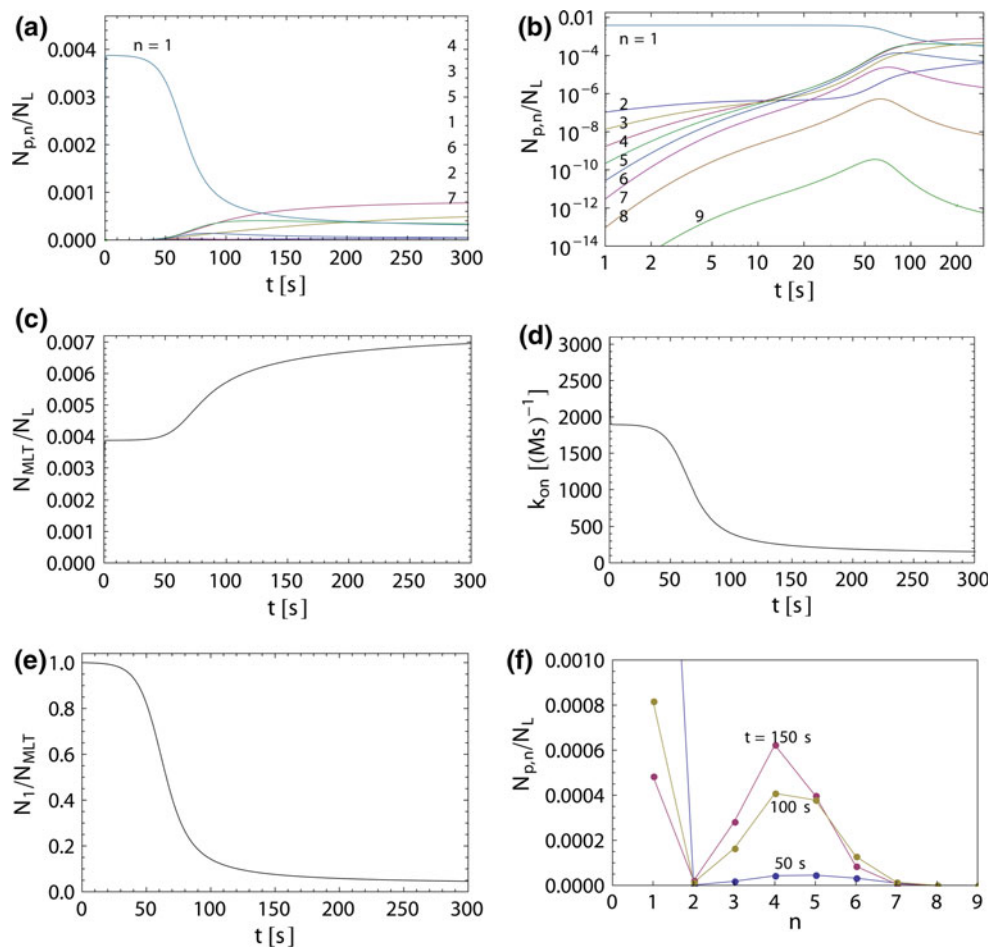 (a)
N_p,n/N_L
0.004
0.003
0.002
0.001
0.000
n = 1
4
3
5
1
6
2
7
0 50 100 150 200 250 300
t [s]
(b)
N_p,n/N_L
0.01
10^-4
10^-6
10^-8
10^-10
10^-12
10^-14
n = 1
2
3
4
5
6
7
8
9
1 2 5 10 20 50 100 200
t [s]
(c)
N_MLT/N_L
0.007
0.006
0.005
0.004
0.003
0.002
0.001
0.000
0 50 100 150 200 250 300
t [s]
(d)
k_on [(Ms)^-1]
3000
2500
2000
1500
1000
500
0
0 50 100 150 200 250 300
t [s]
(e)
N_1/N_MLT
1.0
0.8
0.6
0.4
0.2
0.0
0 50 100 150 200 250 300
t [s]
(f)
N_p,n/N_L
0.0010
0.0008
0.0006
0.0004
0.0002
0.0000
t = 150 s
100 s
50 s
0 1 2 3 4 5 6 7 8 9
n